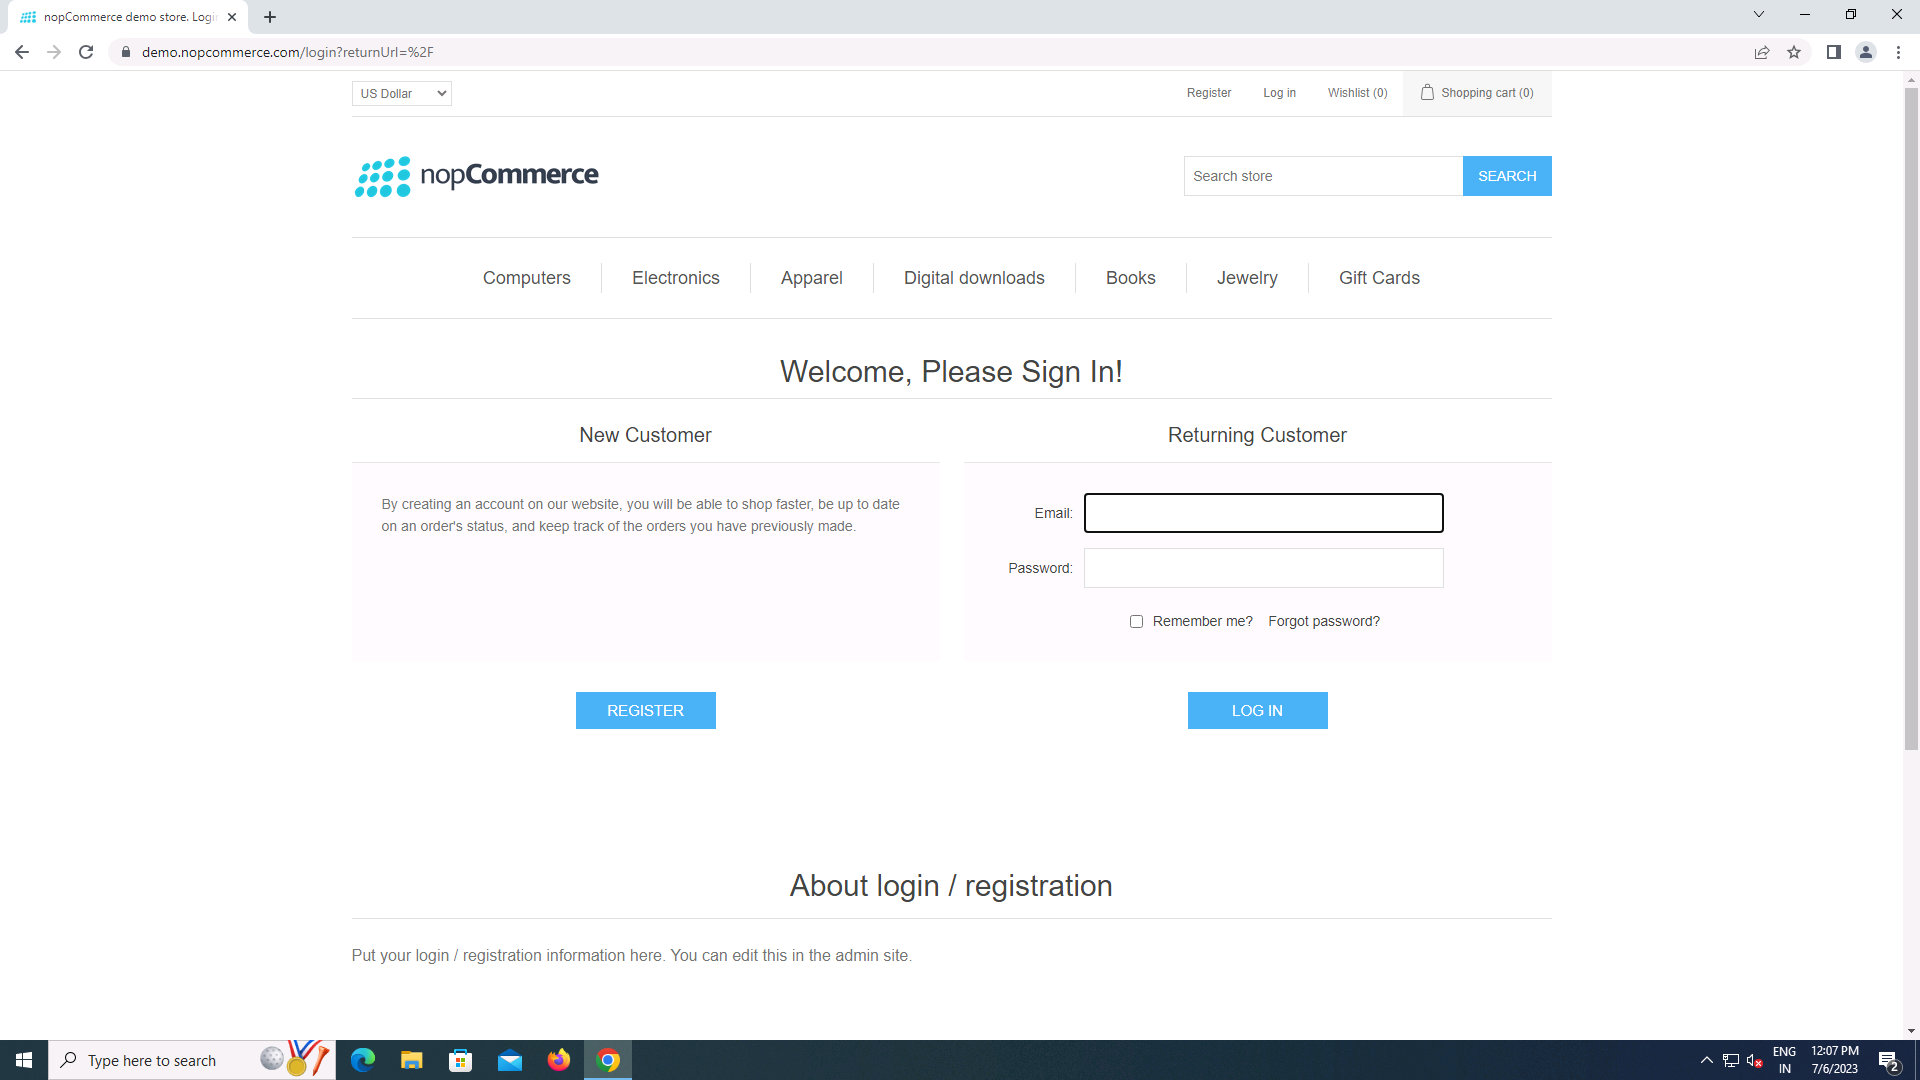 nopCommerce demo store. Logi
demo.nopcommerce.com/login?returnUrl=%2F
US Dollar
Register
Log in
Wishlist (0)
Shopping cart (0)
nopCommerce
Search store
SEARCH
Computers
Electronics
Apparel
Digital downloads
Books
Jewelry
Gift Cards
Welcome, Please Sign In!
New Customer
By creating an account on our website, you will be able to shop faster, be up to date
on an order's status, and keep track of the orders you have previously made.
REGISTER
Returning Customer
Email:
Password:
Remember me?
Forgot password?
LOG IN
About login / registration
Put your login / registration information here. You can edit this in the admin site.
Type here to search
ENG
IN
12:07 PM
7/6/2023
2